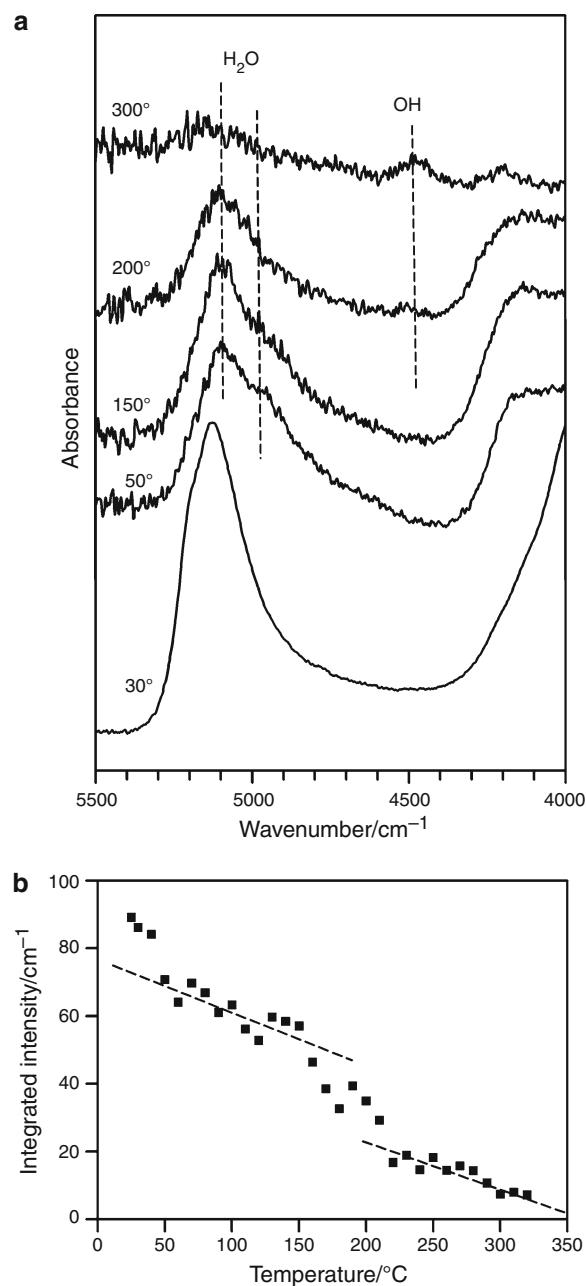 a
H₂O
OH
300°
200°
150°
50°
30°
Absorbance
5500 5000 4500 4000
Wavenumber/cm⁻¹
b
100
80
60
40
20
0
Integrated intensity/cm⁻¹
0 50 100 150 200 250 300 350
Temperature/°C